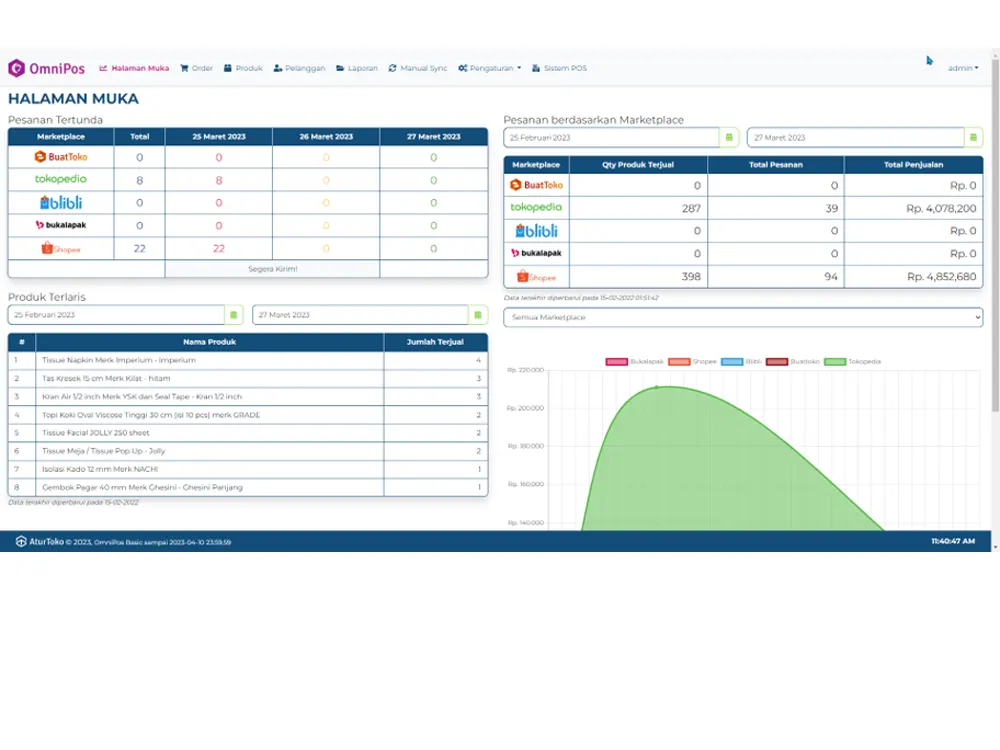 OmniPos Halaman Muka Order Produk Pelanggan Laporan Manual Sync Pengaturan Sistem POS admin
HALAMAN MUKA
Pesanan Tertunda
Marketplace Total 25 Maret 2023 26 Maret 2023 27 Maret 2023
BuatToko 0 0 0 0
tokopedia 8 8 0 0
blibli 0 0 0 0
bukalapak 0 0 0 0
Shopee 22 22 0 0
Segera Kirim!
Produk Terlaris
25 Februari 2023 27 Maret 2023
# Nama Produk Jumlah Terjual
1 Tissue Napkin Merk Imperium - Imperium 4
2 Tas Kresek 15 cm Merk Kilat - hitam 3
3 Kran Air 1/2 inch Merk YSK dan Seal Tape - Kran 1/2 inch 3
4 Topi Koki Oval Viscose Tinggi 30 cm (isi 10 pcs) merk GRADE 2
5 Tissue Facial JOLLY 250 sheet 2
6 Tissue Meja / Tissue Pop Up - Jolly 2
7 Isolasi Kado 12 mm Merk NACHI 1
8 Gembok Pagar 40 mm Merk Ghesini - Ghesini Panjang 1
Data terakhir diperbarui pada 15-02-2022
Pesanan berdasarkan Marketplace
25 Februari 2023 27 Maret 2023
Marketplace Qty Produk Terjual Total Pesanan Total Penjualan
BuatToko 0 0 Rp. 0
tokopedia 287 39 Rp. 4,078,200
blibli 0 0 Rp. 0
bukalapak 0 0 Rp. 0
Shopee 398 94 Rp. 4,852,680
Data terakhir diperbarui pada 15-02-2022 01:51:42
Semua Marketplace
Bukalapak Shopee Blibli Buattoko Tokopedia
Rp. 220.000
Rp. 200.000
Rp. 180.000
Rp. 160.000
Rp. 140.000
AturToko © 2023, OmniPos Basic sampai 2023-04-10 23:59:59 11:40:47 AM